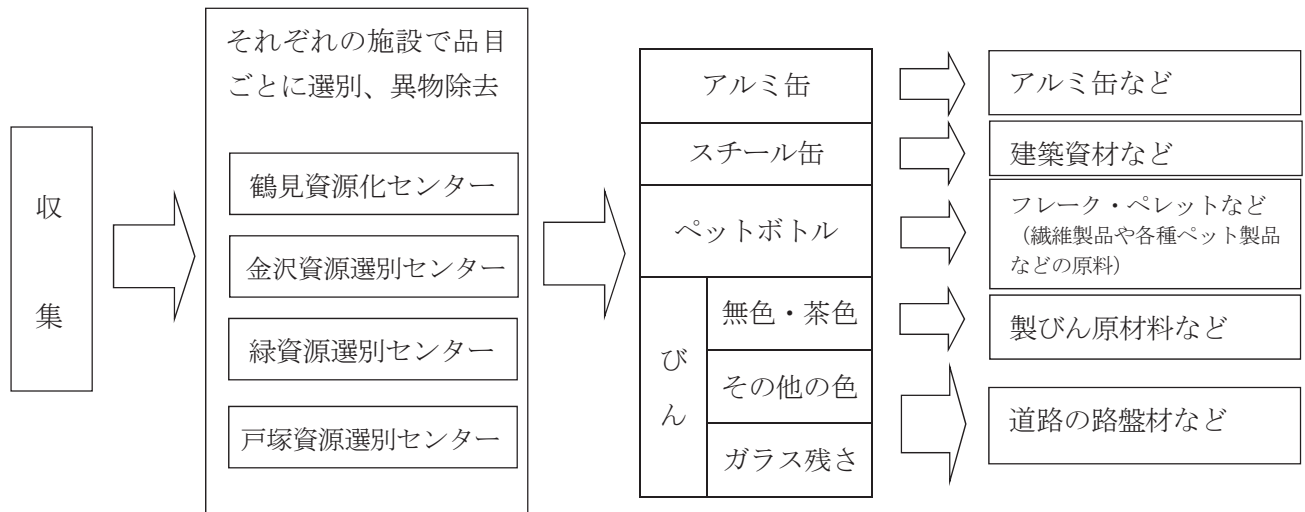 収集
それぞれの施設で品目
ごとに選別、異物除去
鶴見資源化センター
金沢資源選別センター
緑資源選別センター
戸塚資源選別センター
アルミ缶
スチール缶
ペットボトル
びん
無色・茶色
その他の色
ガラス残さ
アルミ缶など
建築資材など
フレーク・ペレットなど
（繊維製品や各種ペット製品
などの原料）
製びん原材料など
道路の路盤材など